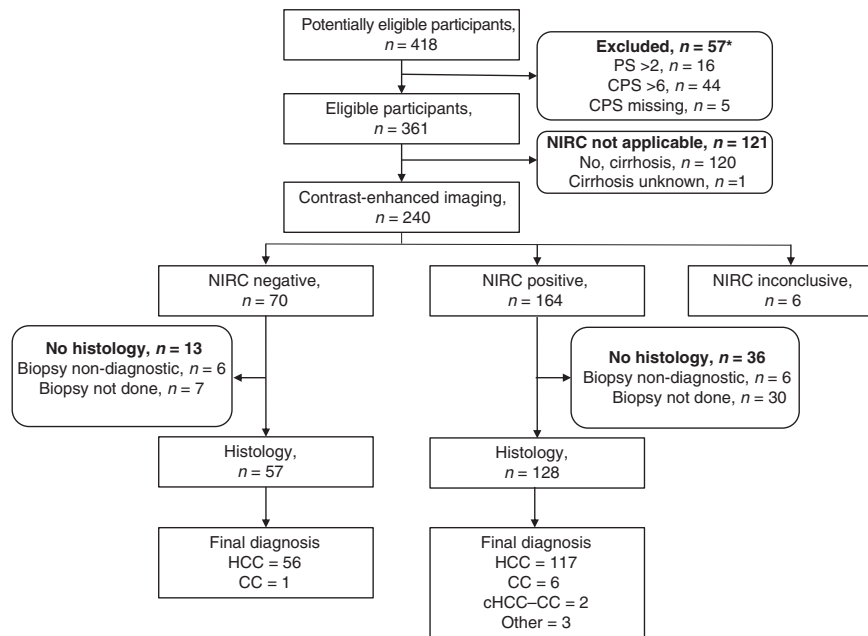 Potentially eligible participants,
n = 418
Excluded, n = 57*
PS >2, n = 16
CPS >6, n = 44
CPS missing, n = 5
Eligible participants,
n = 361
NIRC not applicable, n = 121
No, cirrhosis, n = 120
Cirrhosis unknown, n =1
Contrast-enhanced imaging,
n = 240
NIRC negative,
n = 70
NIRC positive,
n = 164
NIRC inconclusive,
n = 6
No histology, n = 13
Biopsy non-diagnostic, n = 6
Biopsy not done, n = 7
No histology, n = 36
Biopsy non-diagnostic, n = 6
Biopsy not done, n = 30
Histology,
n = 57
Histology,
n = 128
Final diagnosis
HCC = 56
CC = 1
Final diagnosis
HCC = 117
CC = 6
cHCC–CC = 2
Other = 3